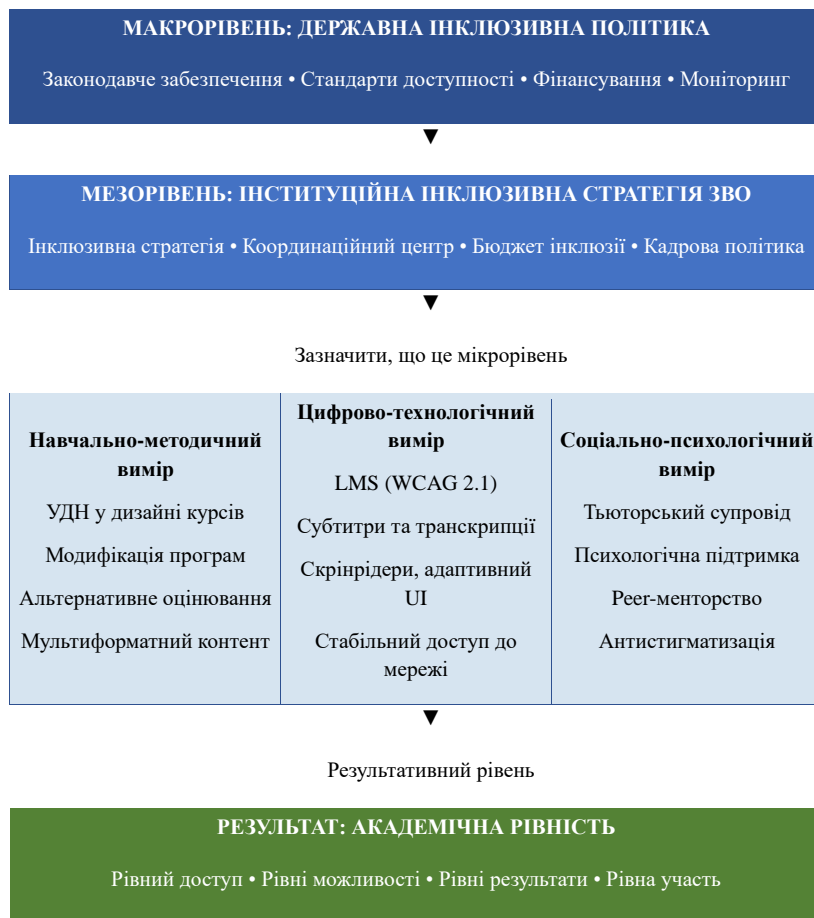 МАКРОРІВЕНЬ: ДЕРЖАВНА ІНКЛЮЗИВНА ПОЛІТИКА
Законодавче забезпечення • Стандарти доступності • Фінансування • Моніторинг
▼
МЕЗОРІВЕНЬ: ІНСТИТУЦІЙНА ІНКЛЮЗИВНА СТРАТЕГІЯ ЗВО
Інклюзивна стратегія • Координаційний центр • Бюджет інклюзії • Кадрова політика
▼
Зазначити, що це мікрорівень
Навчально-методичний
вимір
УДН у дизайні курсів
Модифікація програм
Альтернативне оцінювання
Мультиформатний контент
Цифрово-технологічний
вимір
LMS (WCAG 2.1)
Субтитри та транскрипції
Скрінрідери, адаптивний
UI
Стабільний доступ до
мережі
Соціально-психологічний
вимір
Тьюторський супровід
Психологічна підтримка
Peer-менторство
Антистигматизація
▼
Результативний рівень
РЕЗУЛЬТАТ: АКАДЕМІЧНА РІВНІСТЬ
Рівний доступ • Рівні можливості • Рівні результати • Рівна участь